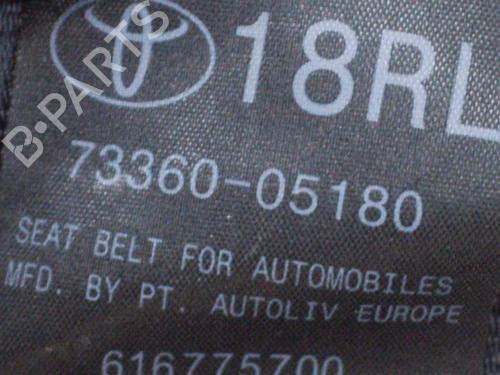 18RL
73360-05180
SEAT BELT FOR AUTOMOBILES
MFD. BY PT. AUTOLIV EUROPE
616775700
B-PARTS